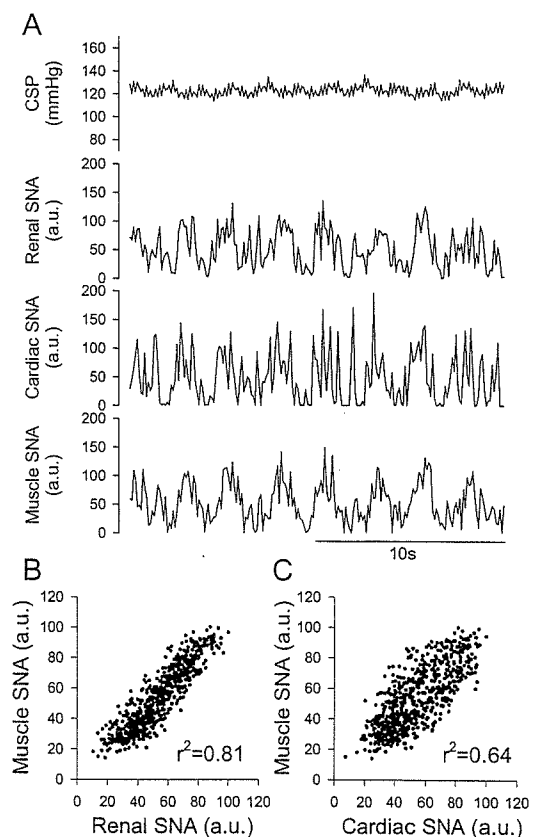 A
CSP
(mmHg)
160
140
120
100
80
Renal SNA
(a.u.)
200
150
100
50
0
Cardiac SNA
(a.u.)
200
150
100
50
0
Muscle SNA
(a.u.)
200
150
100
50
0
10s
B
Muscle SNA (a.u.)
120
100
80
60
40
20
0
r²=0.81
0 20 40 60 80 100 120
Renal SNA (a.u.)
C
Muscle SNA (a.u.)
120
100
80
60
40
20
0
r²=0.64
0 20 40 60 80 100 120
Cardiac SNA (a.u.)